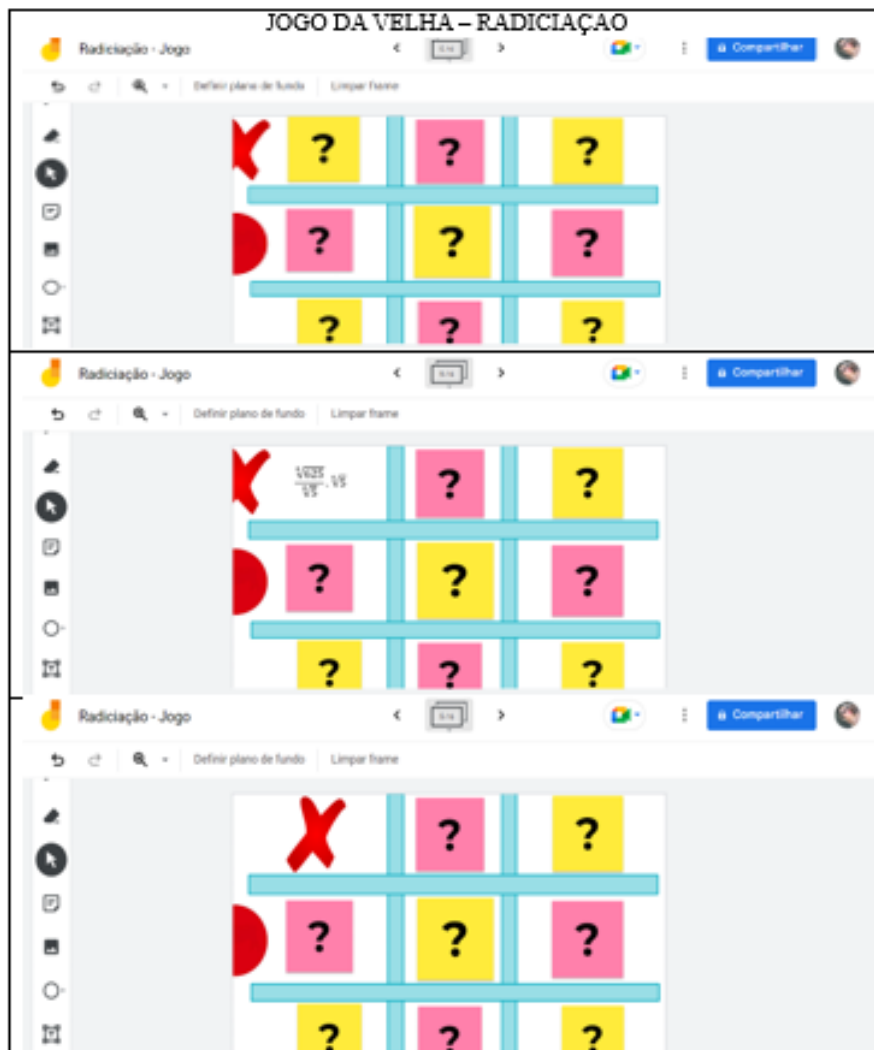 JOGO DA VELHA – RADICIAÇÃO
Radiciação - Jogo
Compartilhar
Definir plano de fundo Limpar frame
? ? ?
? ? ?
? ? ?
Radiciação - Jogo
Compartilhar
Definir plano de fundo Limpar frame
? ?
? ? ?
? ? ?
Radiciação - Jogo
Compartilhar
Definir plano de fundo Limpar frame
? ?
? ? ?
? ? ?